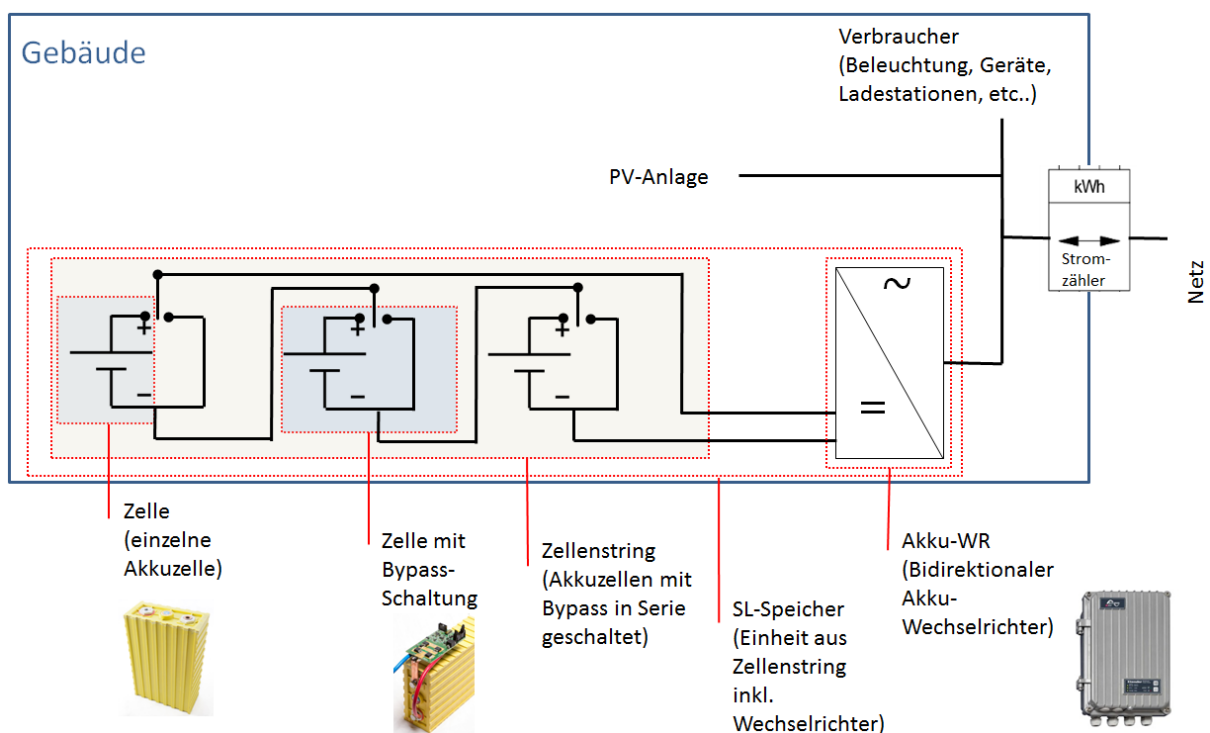 Gebäude
Verbraucher
(Beleuchtung, Geräte,
Ladestationen, etc..)
PV-Anlage
kWh
Strom-
zähler
Netz
+
−
+
−
+
−
~
=
Zelle
(einzelne
Akkuzelle)
Zelle mit
Bypass-
Schaltung
Zellenstring
(Akkuzellen mit
Bypass in Serie
geschaltet)
SL-Speicher
(Einheit aus
Zellenstring
inkl.
Wechselrichter)
Akku-WR
(Bidirektionaler
Akku-
Wechselrichter)